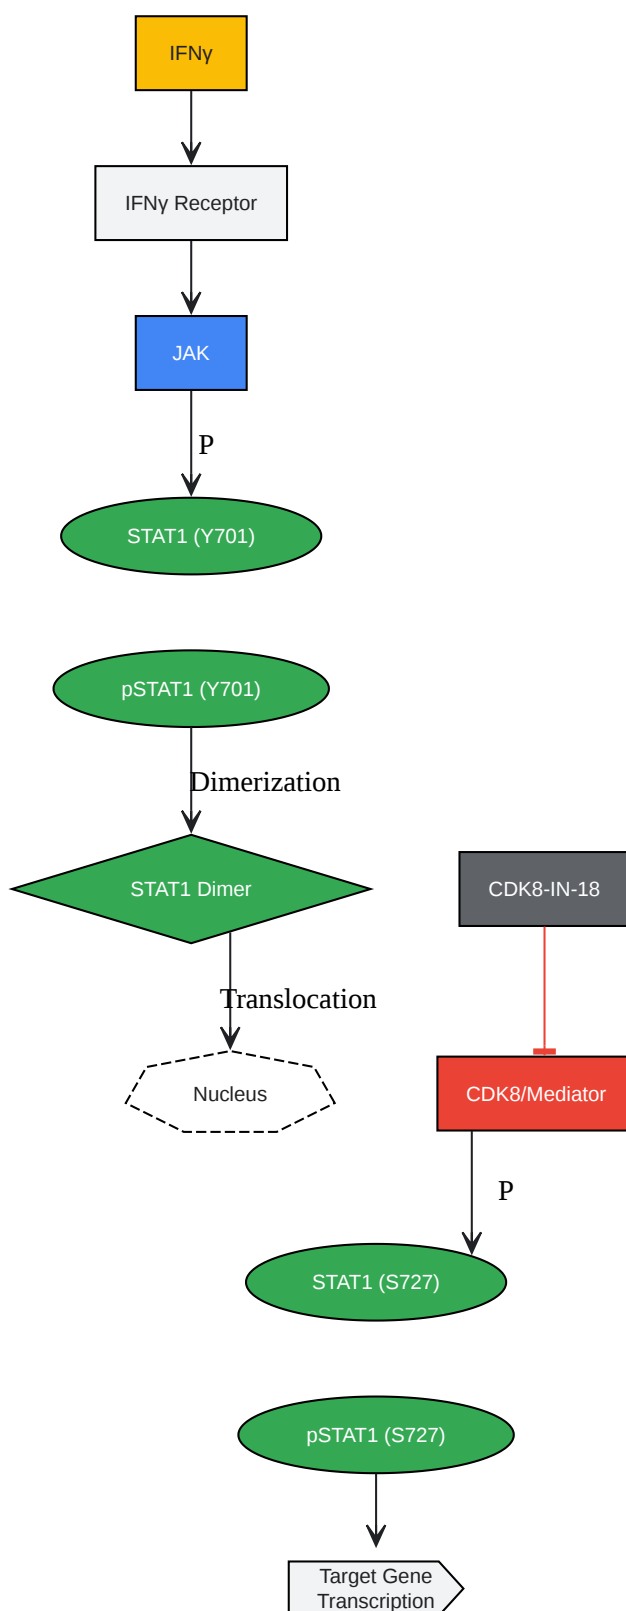 IFNγ
IFNγ Receptor
JAK
P
STAT1 (Y701)
pSTAT1 (Y701)
Dimerization
STAT1 Dimer
CDK8-IN-18
Translocation
Nucleus
CDK8/Mediator
P
STAT1 (S727)
pSTAT1 (S727)
Target Gene
Transcription